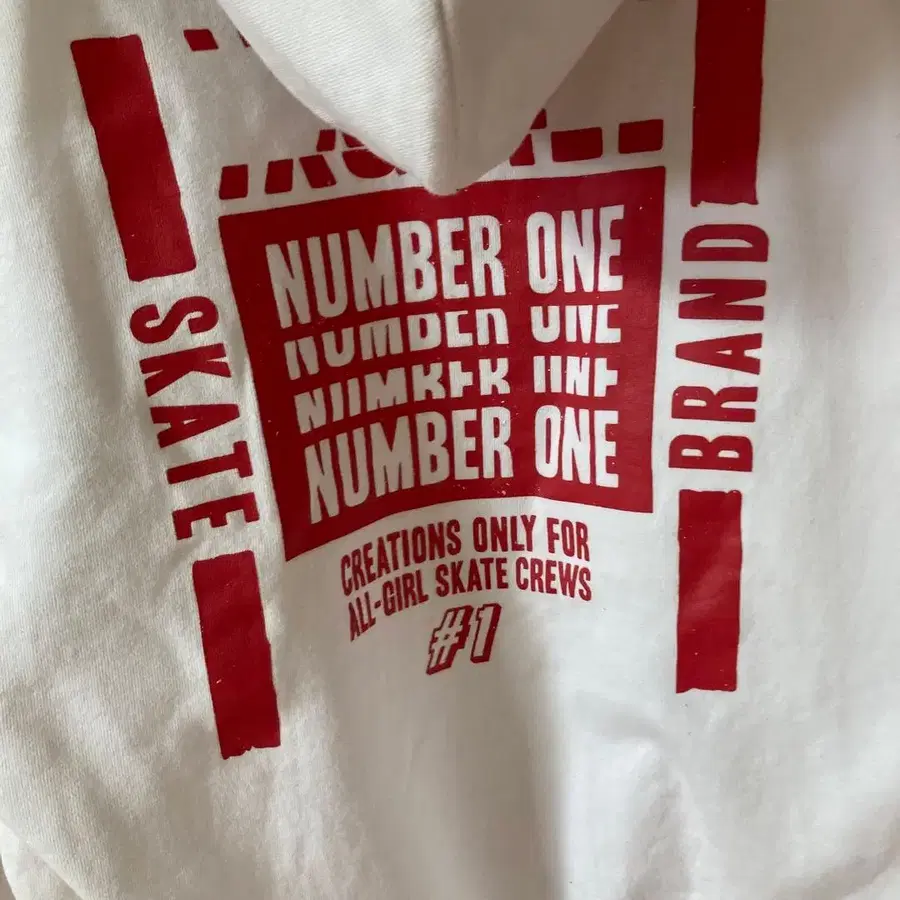 NUMBER ONE
NUMBER ONE
NUMBER ONE
NUMBER ONE
SKATE
BRAND
CREATIONS ONLY FOR
ALL-GIRL SKATE CREWS
#1